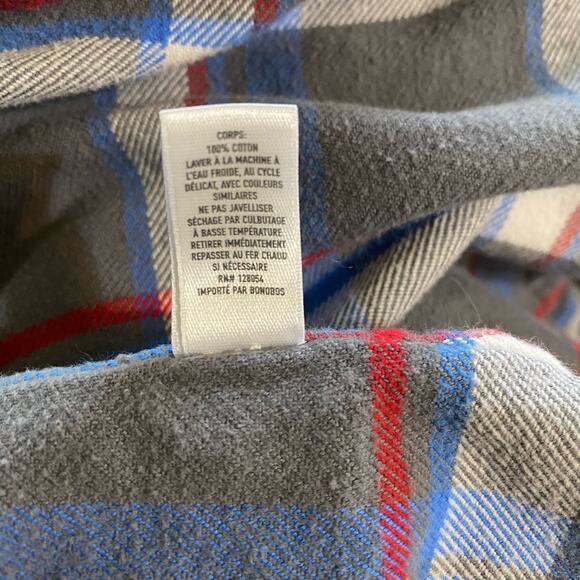 CORPS:
100% COTON
LAVER À LA MACHINE À
L'EAU FROIDE, AU CYCLE
DÉLICAT, AVEC COULEURS
SIMILAIRES
NE PAS JAVELLISER
SÉCHAGE PAR CULBUTAGE
À BASSE TEMPÉRATURE
RETIRER IMMÉDIATEMENT
REPASSER AU FER CHAUD
SI NÉCESSAIRE
RN# 128054
IMPORTÉ PAR BONOBOS